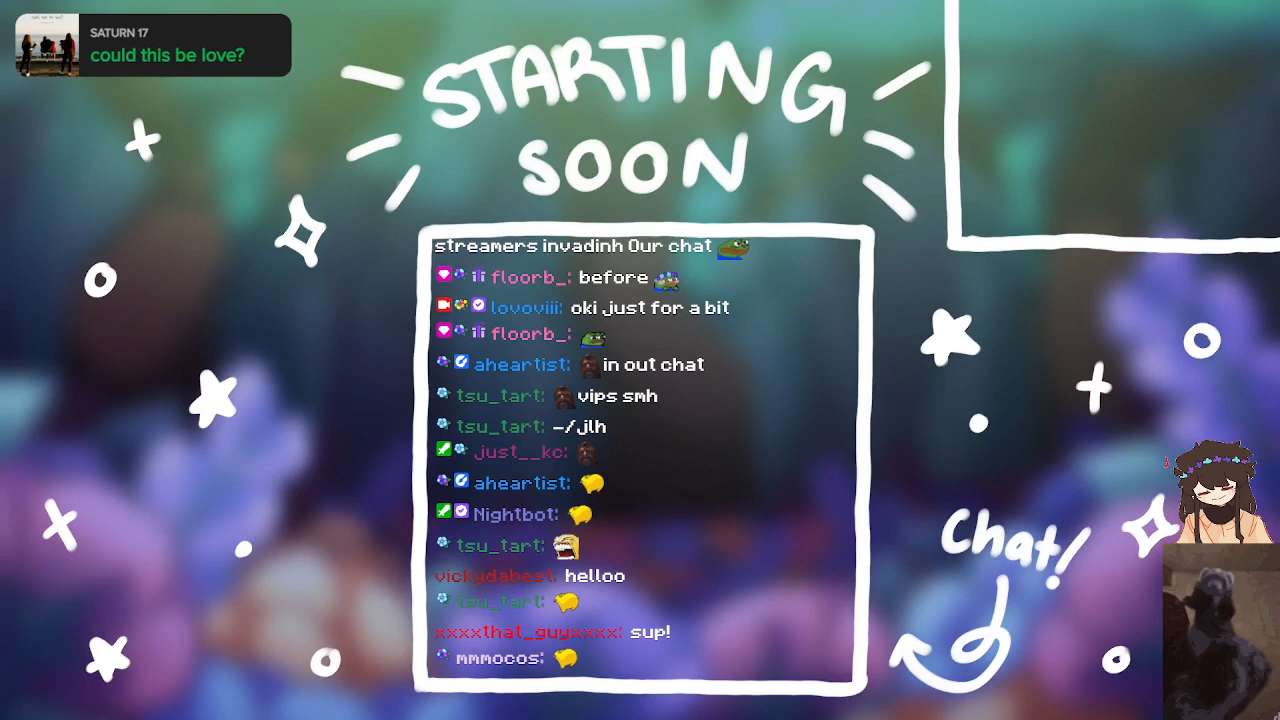 SATURN 17
could this be love?
STARTING
SOON
streamers invadinh Our chat
floorb_: before
lovoviii: oki just for a bit
floorb_:
aheartist: in out chat
tsu_tart: vips smh
tsu_tart: ~/jlh
just__kc:
aheartist:
Nightbot:
tsu_tart:
vickydabest: helloo
tsu_tart:
xxxxthat_guyxxxx: sup!
mmmocos:
Chat!